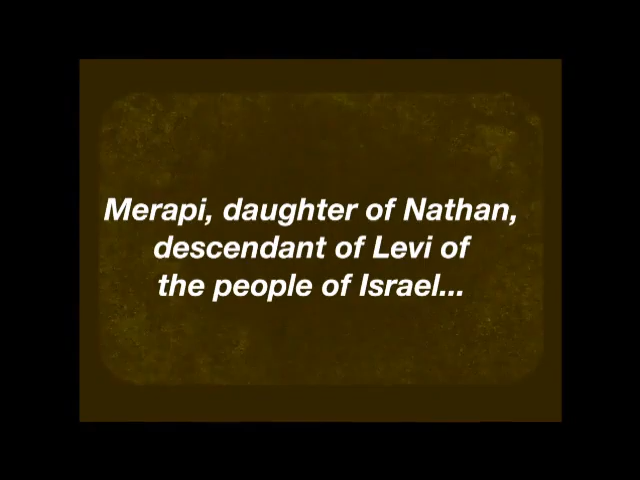 Merapi, daughter of Nathan,
descendant of Levi of
the people of Israel...